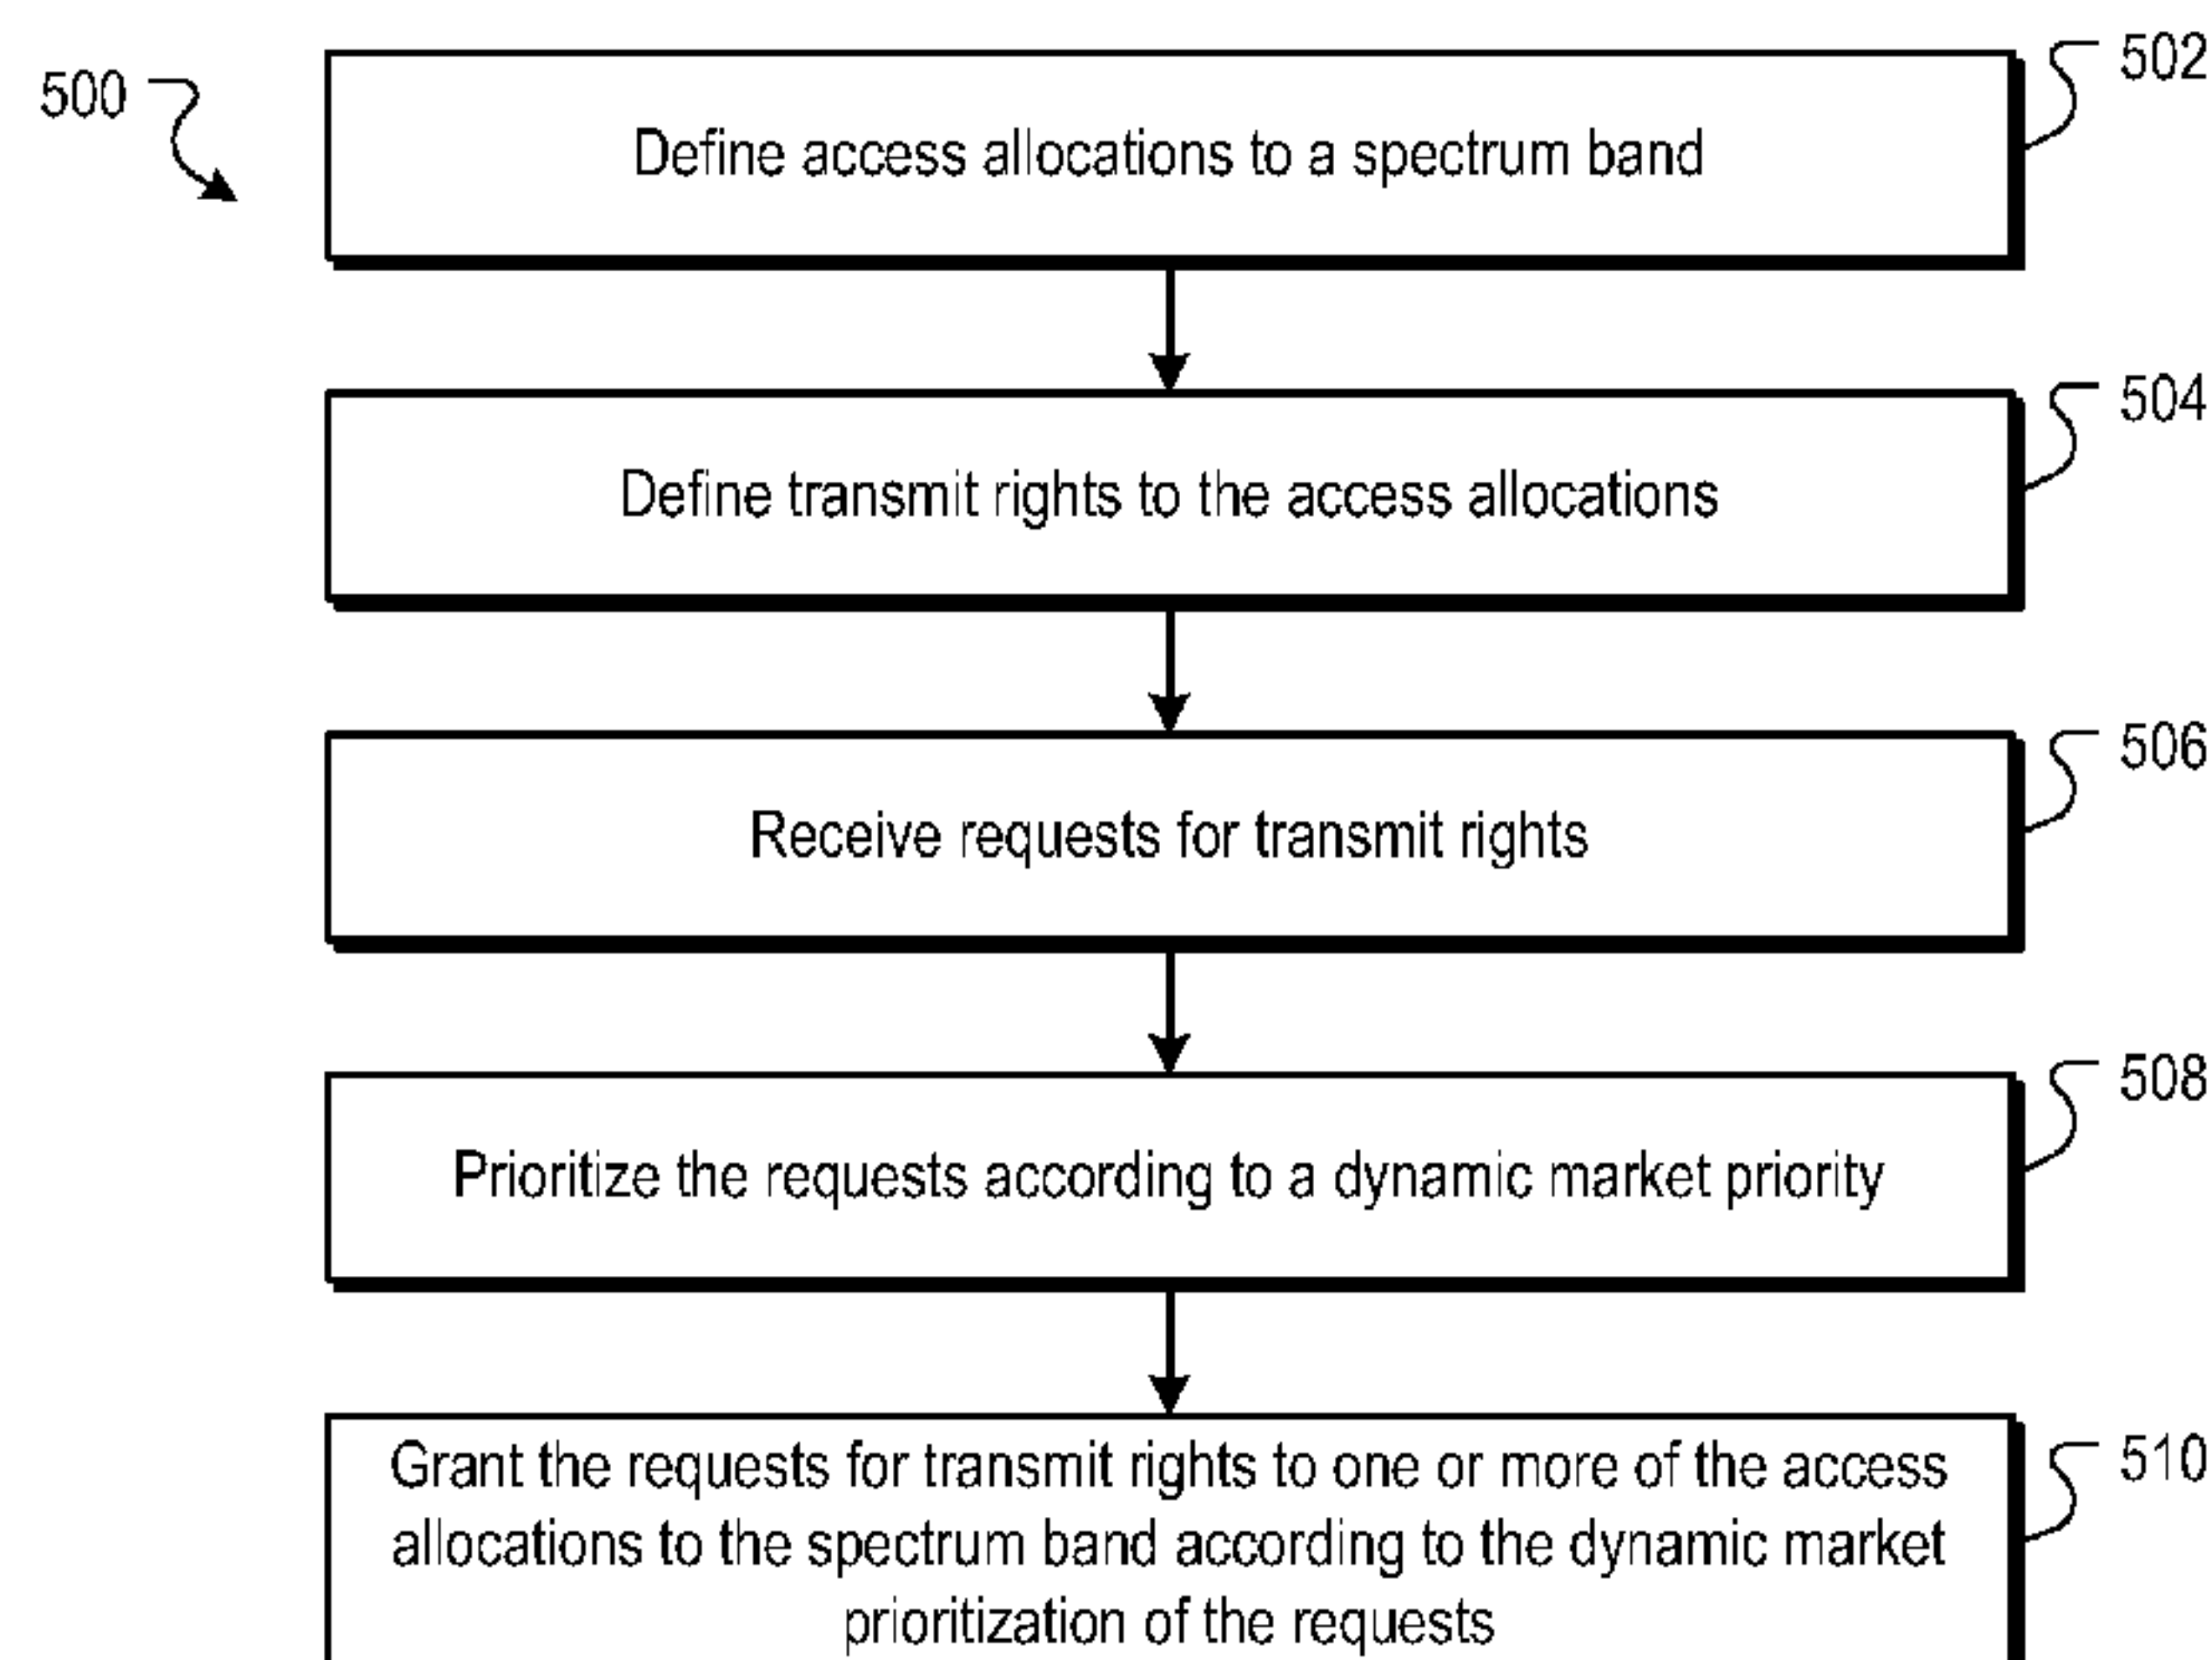 500
502
Define access allocations to a spectrum band
504
Define transmit rights to the access allocations
506
Receive requests for transmit rights
508
Prioritize the requests according to a dynamic market priority
510
Grant the requests for transmit rights to one or more of the access
allocations to the spectrum band according to the dynamic market
prioritization of the requests